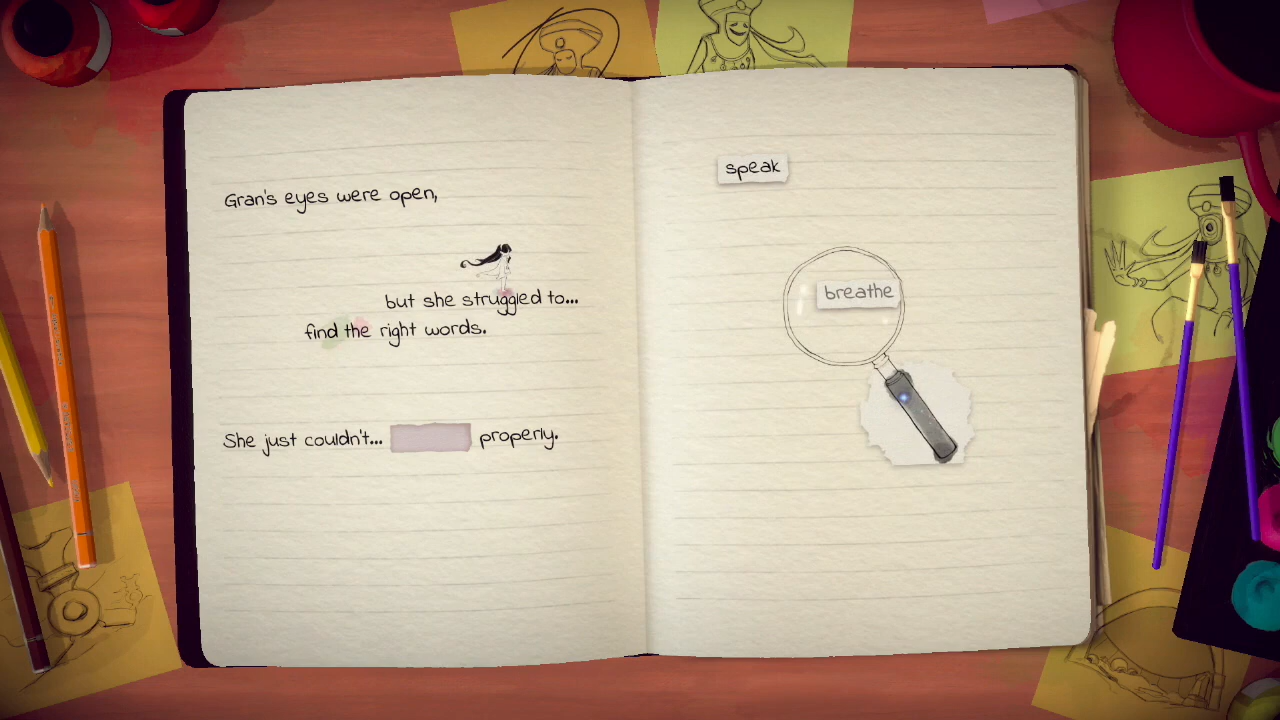 Gran's eyes were open,
but she struggled to...
find the right words.
She just couldn't... properly.
speak
breathe